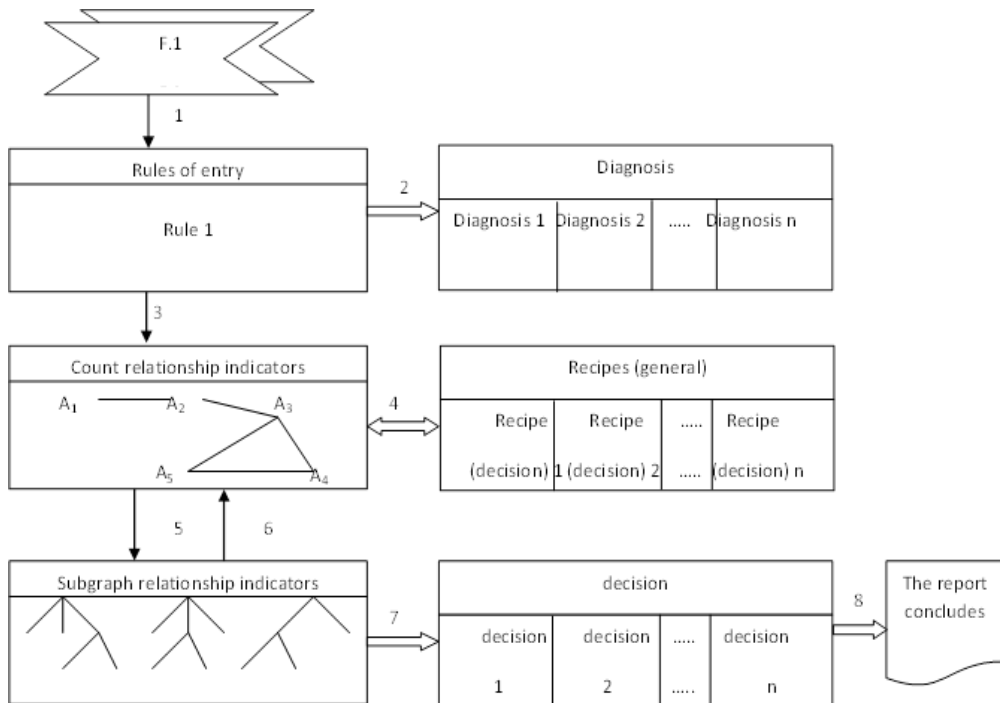 F.1
1
Rules of entry
Rule 1
2
Diagnosis
Diagnosis 1 Diagnosis 2 ..... Diagnosis n
3
Count relationship indicators
A₁ A₂ A₃
A₅ A₄
4
Recipes (general)
Recipe Recipe ..... Recipe
(decision) 1 (decision) 2 ..... (decision) n
5 6
Subgraph relationship indicators
7
decision
decision decision ..... decision
1 2 ..... n
8
The report
concludes